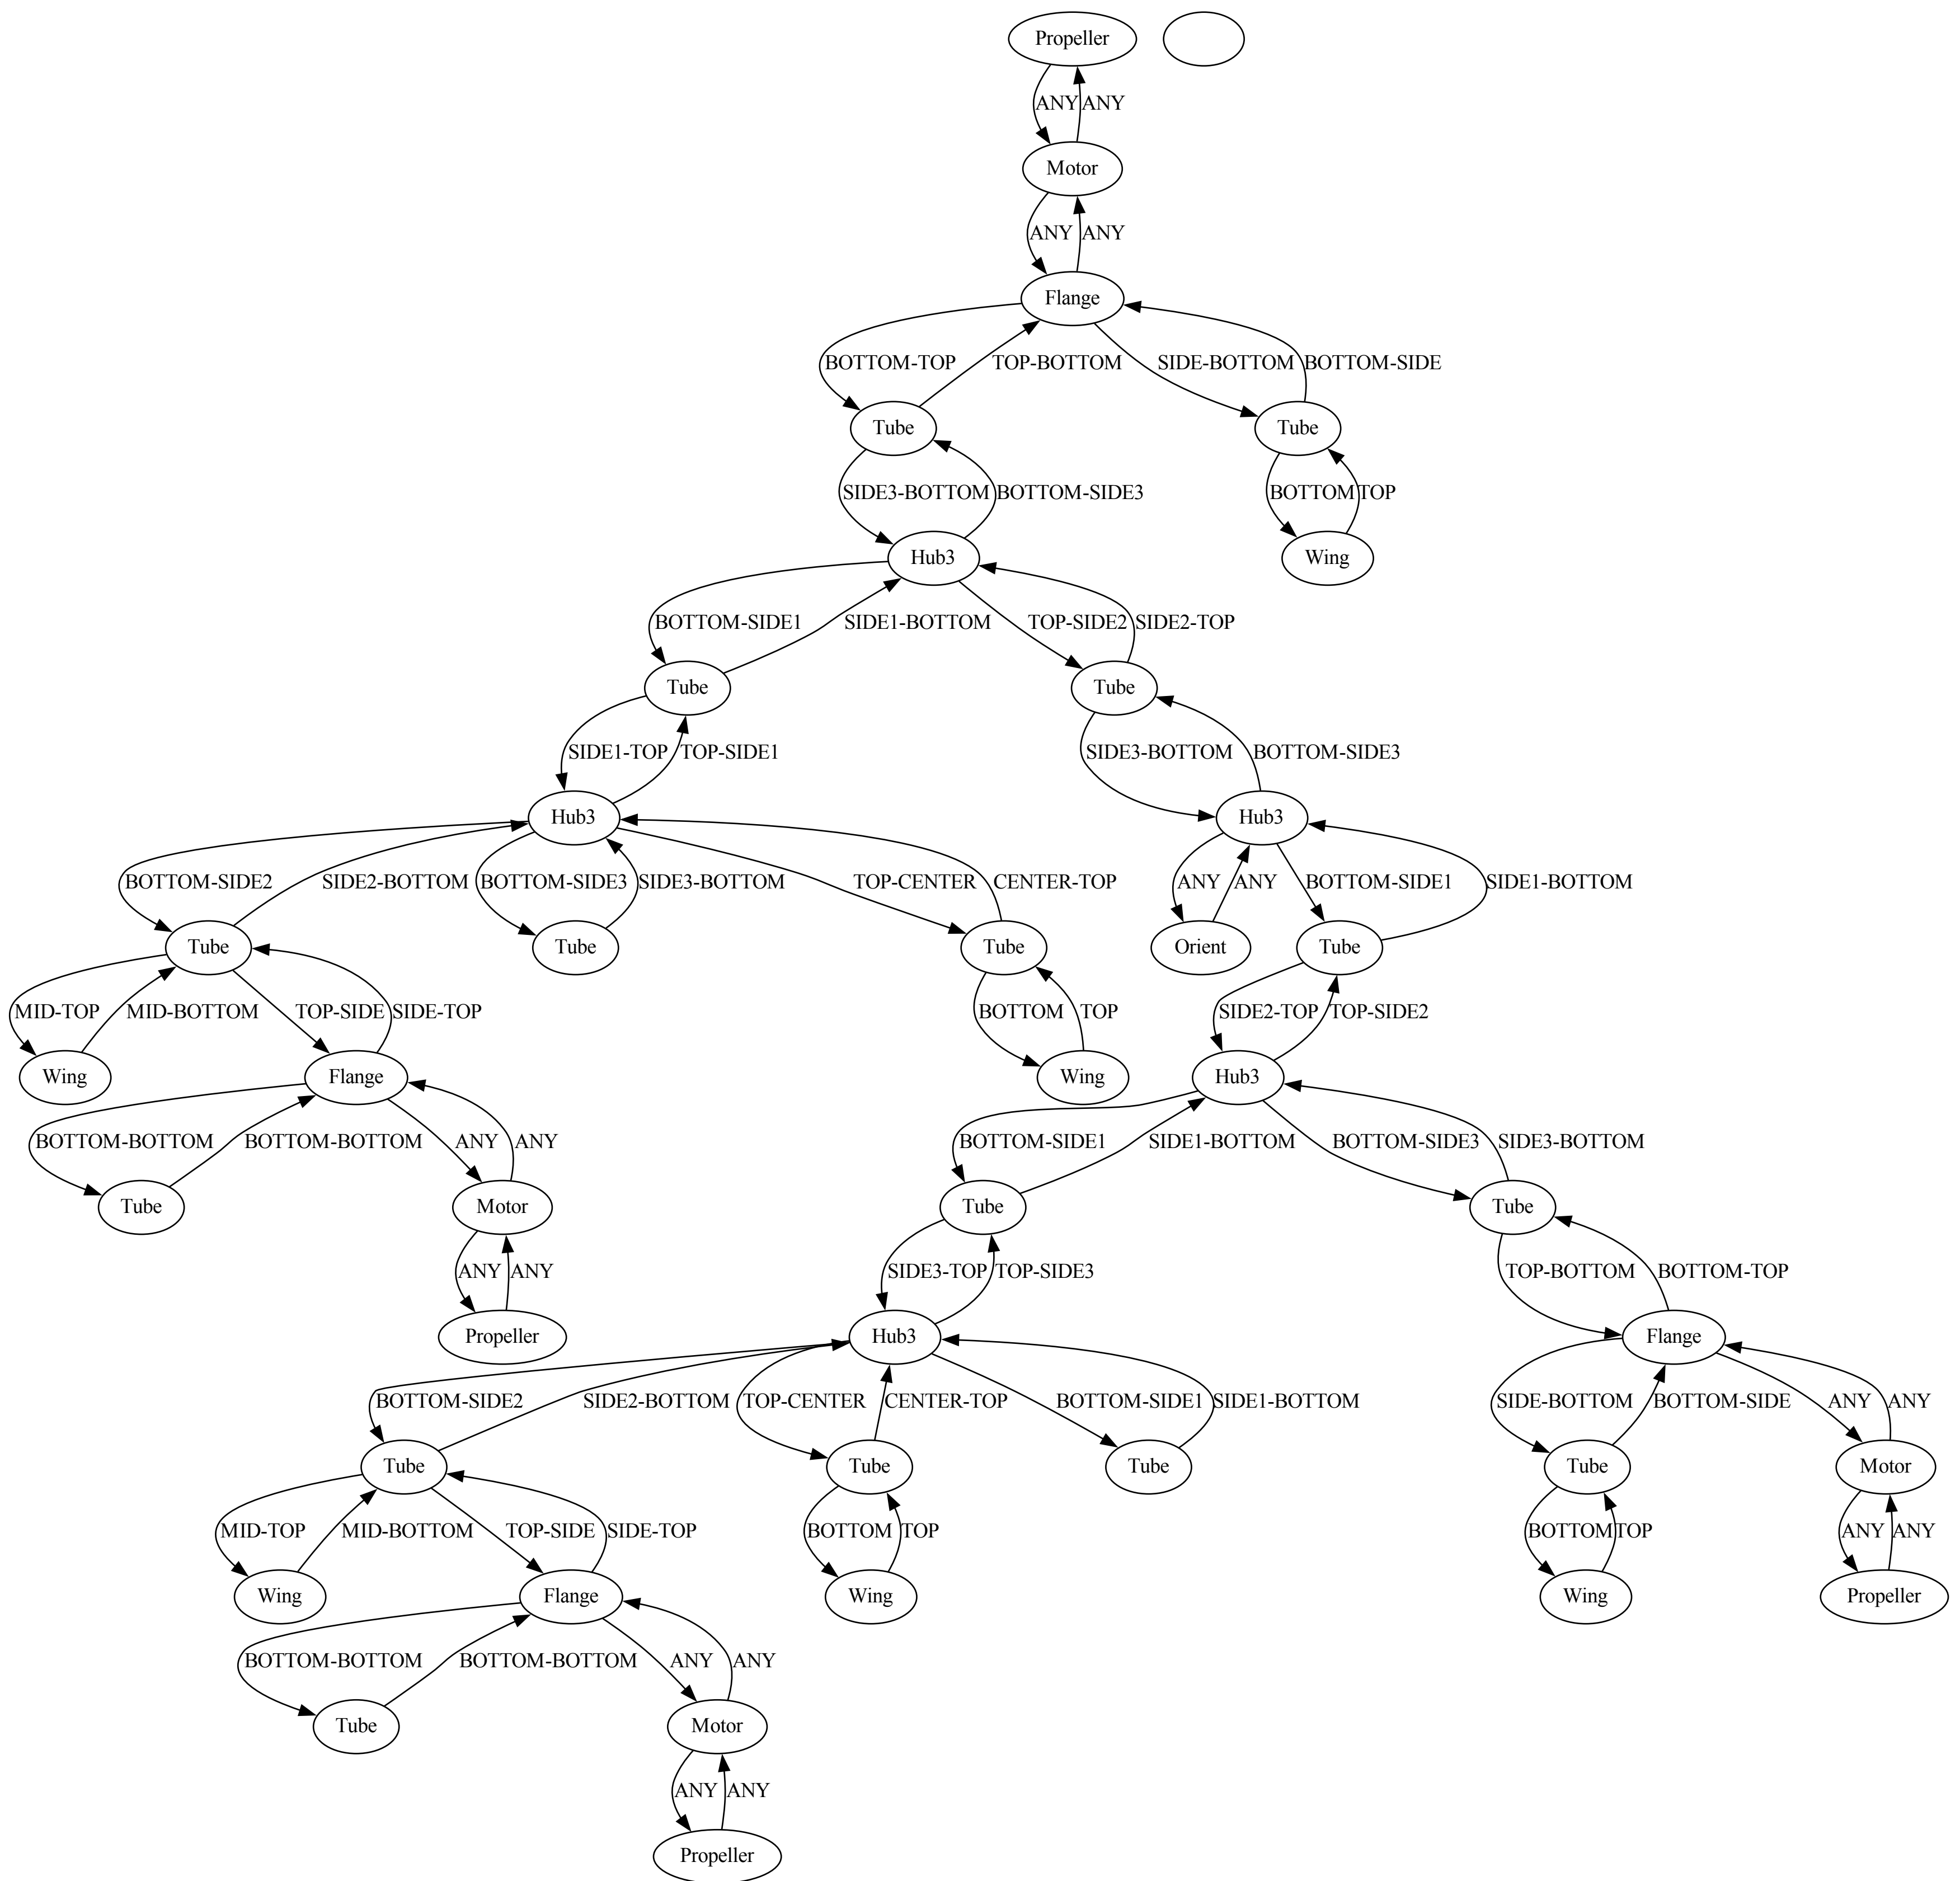 Propeller
ANY ANY
Motor
ANY ANY
Flange
BOTTOM-TOP TOP-BOTTOM SIDE-BOTTOM BOTTOM-SIDE
Tube Tube
SIDE3-BOTTOM BOTTOM-SIDE3 BOTTOM TOP
Hub3 Wing
BOTTOM-SIDE1 SIDE1-BOTTOM TOP-SIDE2 SIDE2-TOP
Tube Tube
SIDE1-TOP TOP-SIDE1 SIDE3-BOTTOM BOTTOM-SIDE3
Hub3 Hub3
BOTTOM-SIDE2 SIDE2-BOTTOM BOTTOM-SIDE3 SIDE3-BOTTOM TOP-CENTER CENTER-TOP ANY ANY BOTTOM-SIDE1 SIDE1-BOTTOM
Tube Tube Tube Orient Tube
MID-TOP MID-BOTTOM TOP-SIDE SIDE-TOP BOTTOM TOP SIDE2-TOP TOP-SIDE2
Wing Flange Wing Hub3
BOTTOM-BOTTOM BOTTOM-BOTTOM ANY ANY BOTTOM-SIDE1 SIDE1-BOTTOM BOTTOM-SIDE3 SIDE3-BOTTOM
Tube Motor Tube Tube
ANY ANY SIDE3-TOP TOP-SIDE3 TOP-BOTTOM BOTTOM-TOP
Propeller Hub3 Flange
BOTTOM-SIDE2 SIDE2-BOTTOM TOP-CENTER CENTER-TOP BOTTOM-SIDE1 SIDE1-BOTTOM SIDE-BOTTOM BOTTOM-SIDE ANY ANY
Tube Tube Tube Tube Motor
MID-TOP MID-BOTTOM TOP-SIDE SIDE-TOP BOTTOM TOP BOTTOM TOP ANY ANY
Wing Flange Wing Wing Propeller
BOTTOM-BOTTOM BOTTOM-BOTTOM ANY ANY
Tube Motor
ANY ANY
Propeller